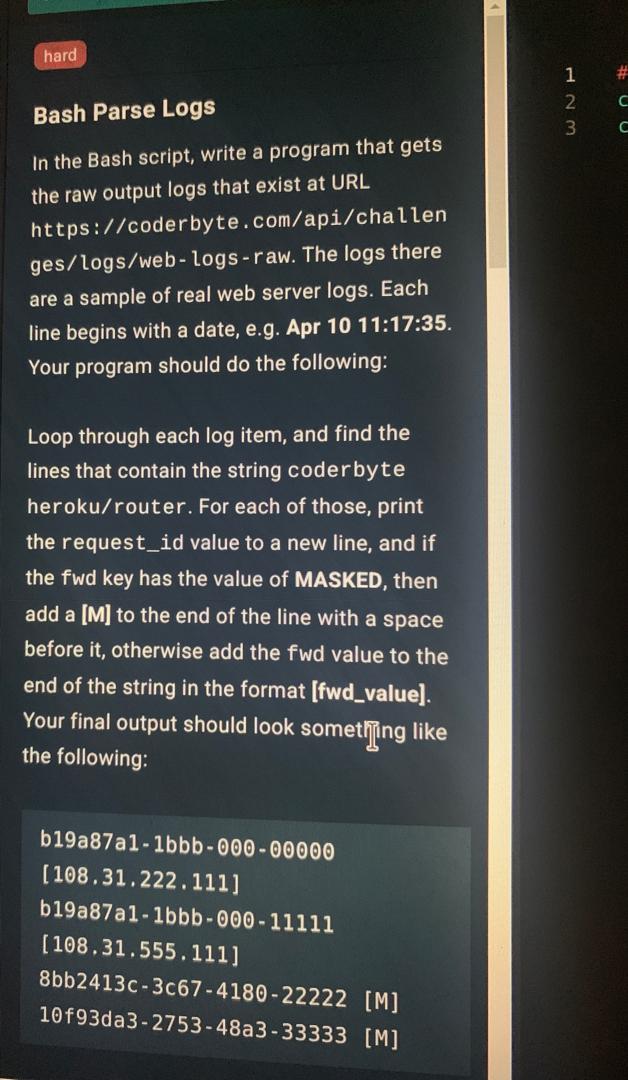 hard
Bash Parse Logs
In the Bash script, write a program that gets
the raw output logs that exist at URL
https://coderbyte.com/api/challen
ges/logs/web-logs-raw. The logs there
are a sample of real web server logs. Each
line begins with a date, e.g. Apr 10 11:17:35.
Your program should do the following:
Loop through each log item, and find the
lines that contain the string coderbyte
heroku/router. For each of those, print
the request_id value to a new line, and if
the fwd key has the value of MASKED, then
add a [M] to the end of the line with a space
before it, otherwise add the fwd value to the
end of the string in the format [fwd_value].
Your final output should look something like
the following:
b19a87a1-1bbb-000-00000
[108.31.222.111]
b19a87a1-1bbb-000-11111
[108.31.555.111]
8bb2413c-3c67-4180-22222 [M]
10f93da3-2753-48a3-33333 [M]
1 #
2 c
3 c